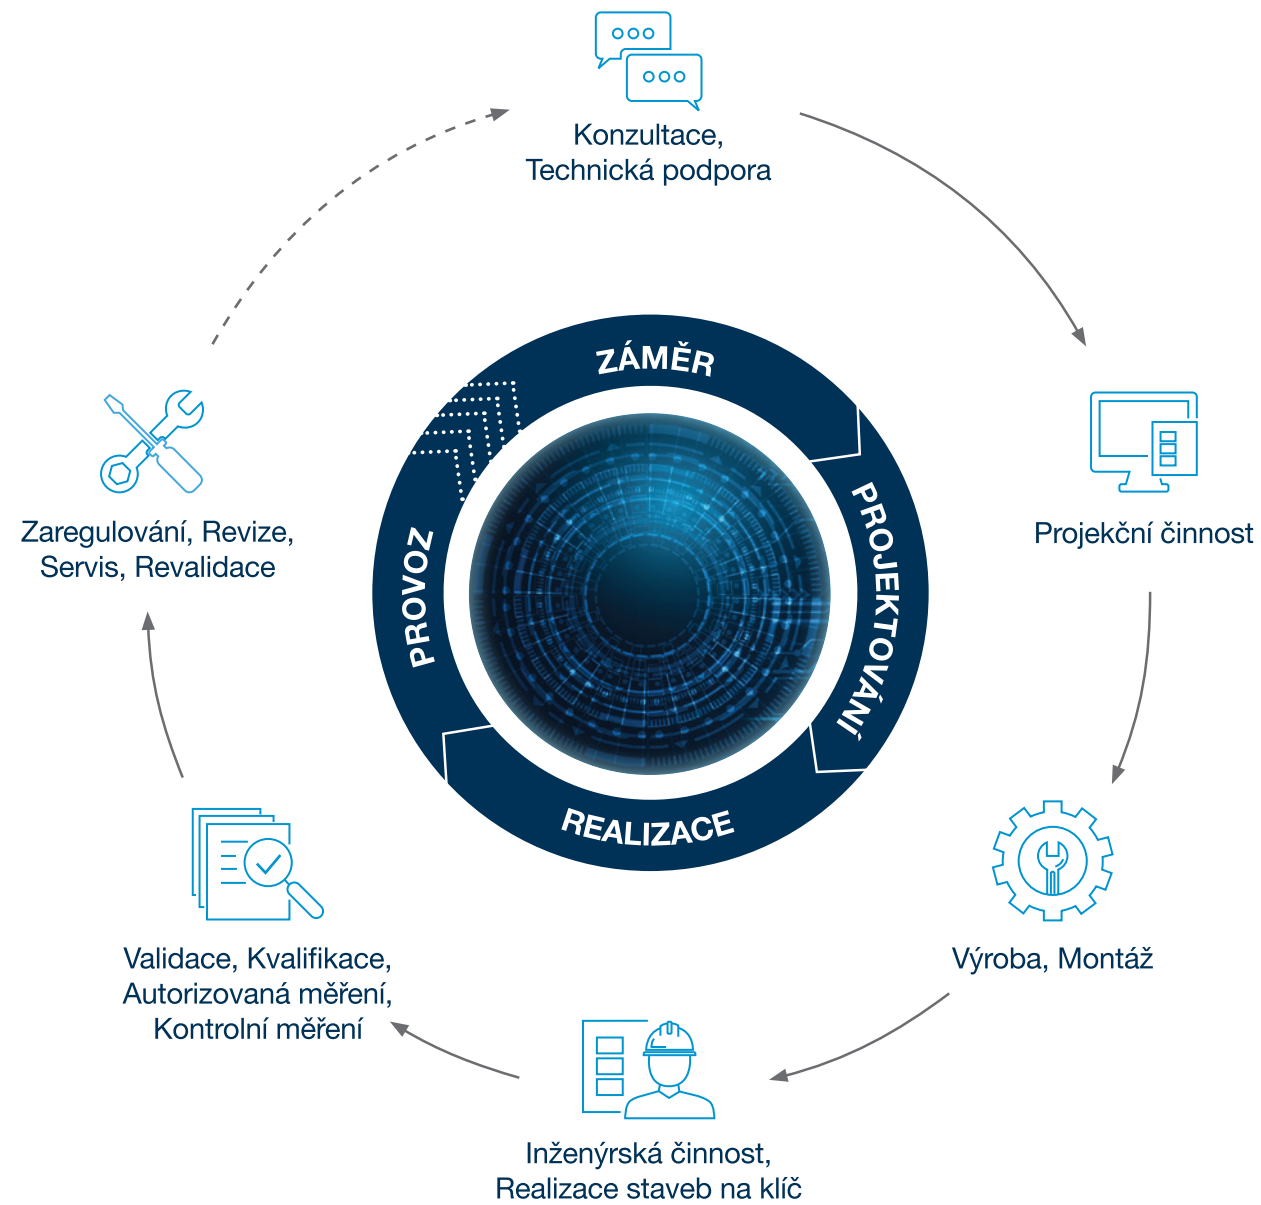 Konzultace,
Technická podpora
Projekční činnost
Výroba, Montáž
Inženýrská činnost,
Realizace staveb na klíč
Validace, Kvalifikace,
Autorizovaná měření,
Kontrolní měření
Zaregulování, Revize,
Servis, Revalidace
ZÁMĚR
PROJEKTOVÁNÍ
REALIZACE
PROVOZ